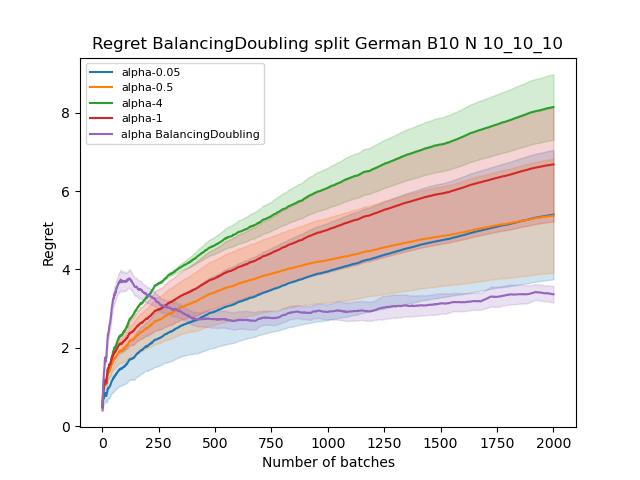 Regret BalancingDoubling split German B10 N 10_10_10
alpha-0.05
alpha-0.5
alpha-4
alpha-1
alpha BalancingDoubling
8
6
4
2
0
Regret
0 250 500 750 1000 1250 1500 1750 2000
Number of batches